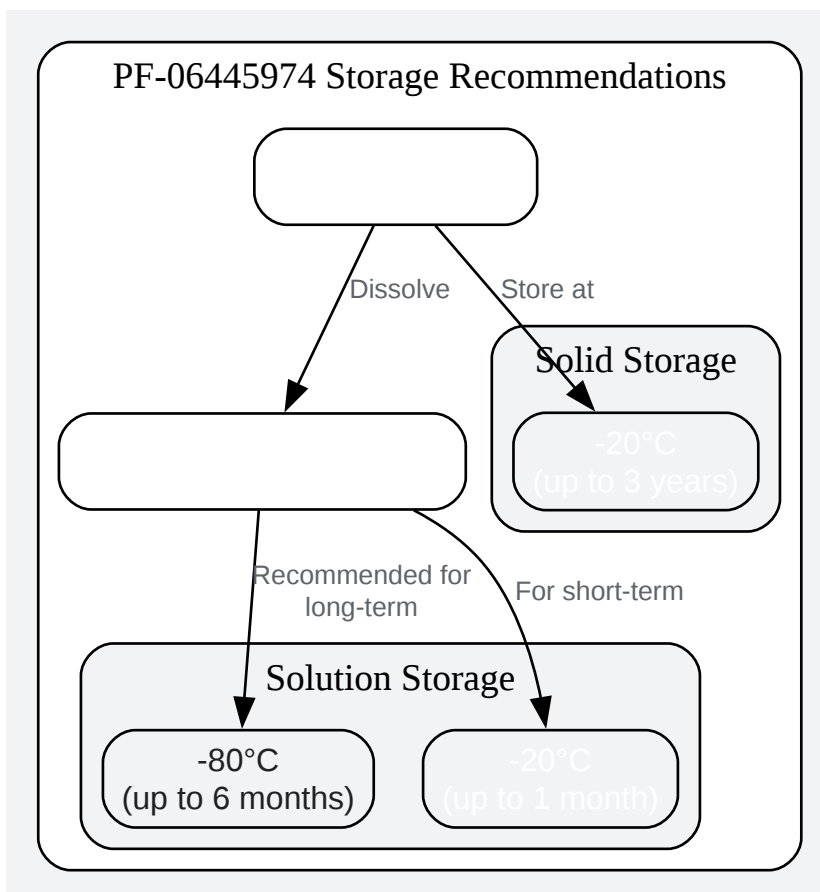 PF-06445974 Storage Recommendations
Dissolve
Store at
Solid Storage
-20°C
(up to 3 years)
Recommended for
long-term
For short-term
Solution Storage
-80°C
(up to 6 months)
-20°C
(up to 1 month)